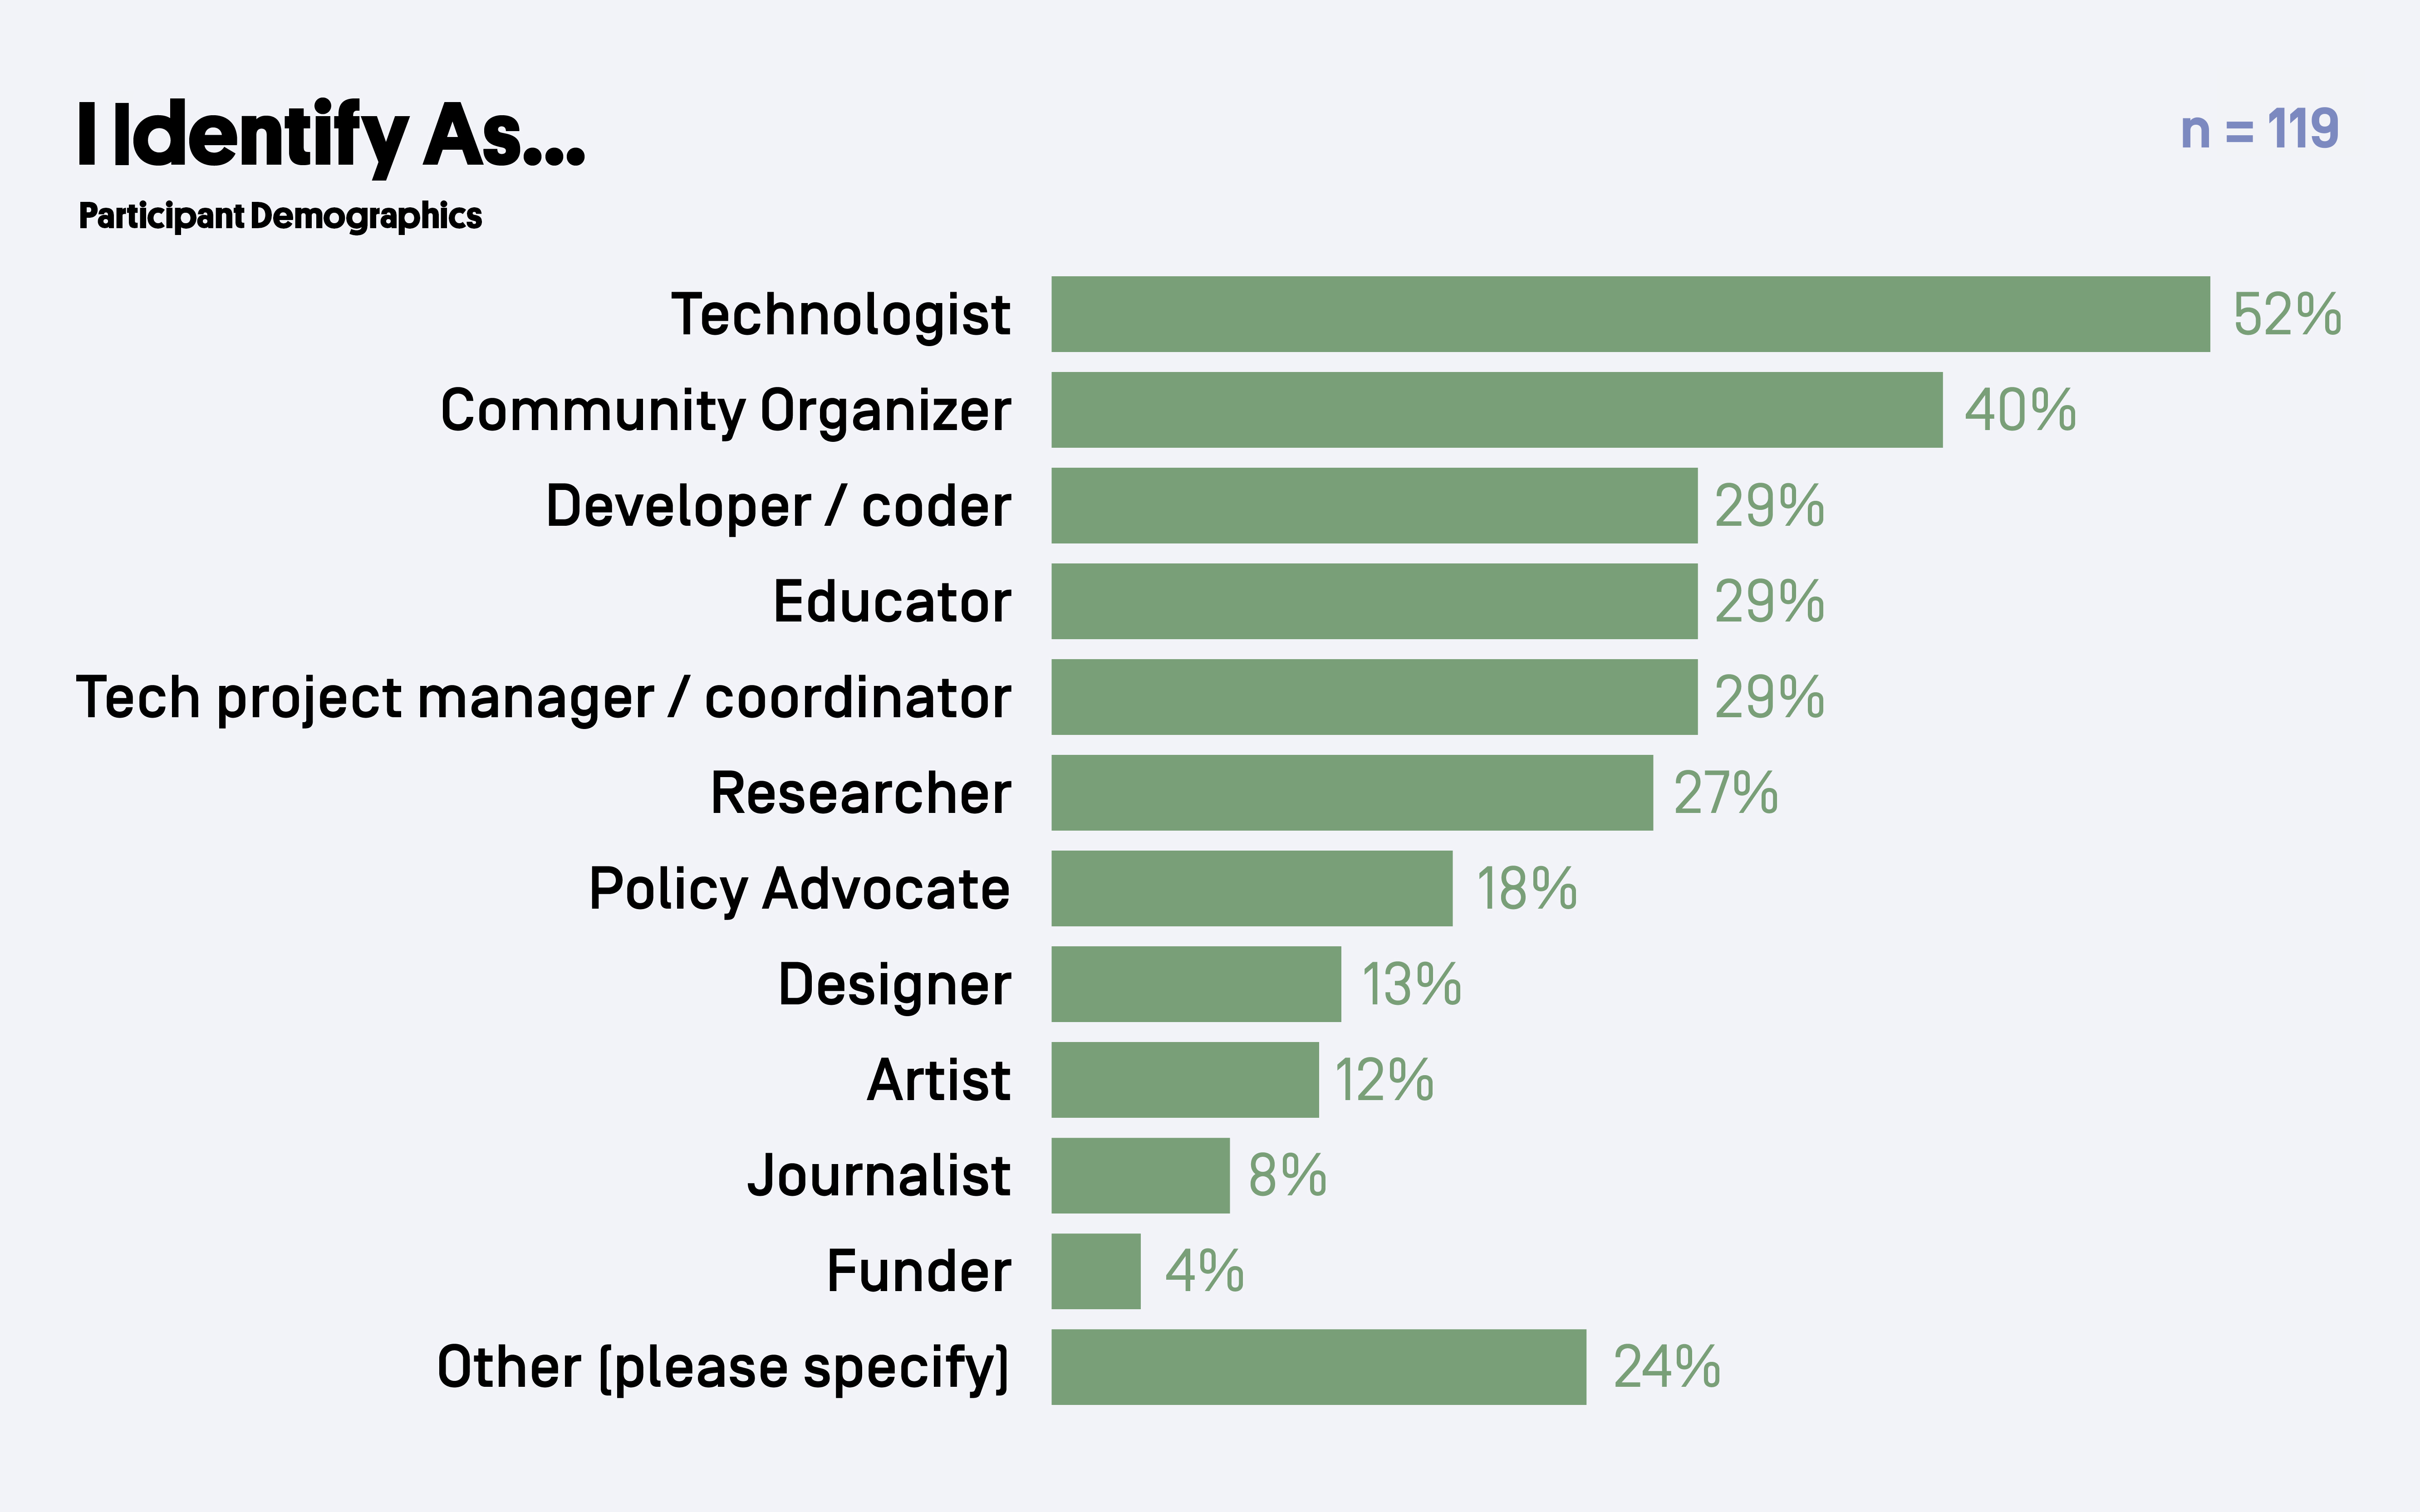 I Identify As...
n = 119
Participant Demographics
Technologist 52%
Community Organizer 40%
Developer / coder 29%
Educator 29%
Tech project manager / coordinator 29%
Researcher 27%
Policy Advocate 18%
Designer 13%
Artist 12%
Journalist 8%
Funder 4%
Other (please specify) 24%